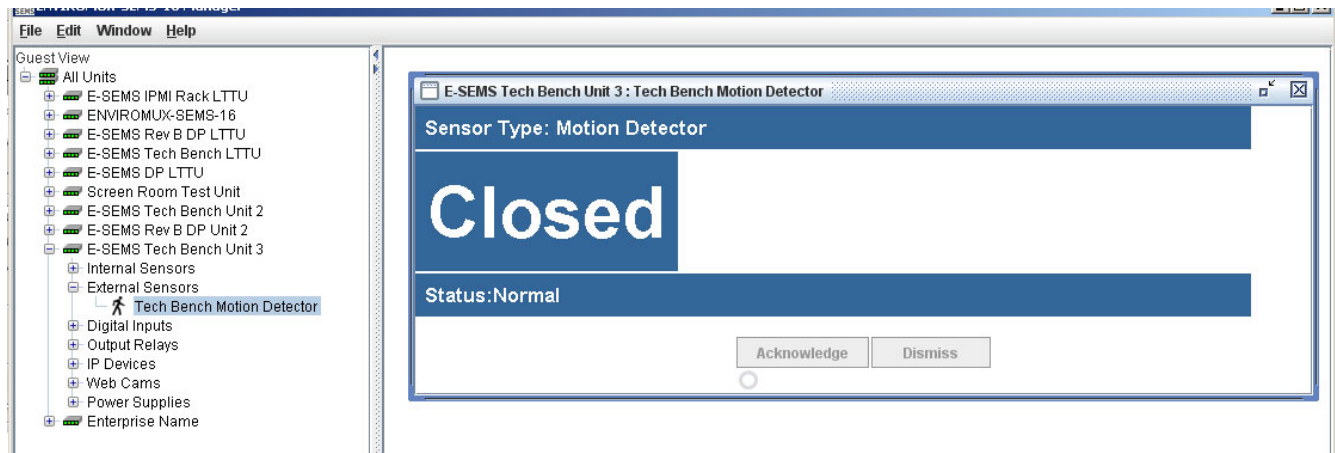 File Edit Window Help
Guest View
All Units
E-SEMS IPMI Rack LTTU
ENVIROMUX-SEMS-16
E-SEMS Rev B DP LTTU
E-SEMS Tech Bench LTTU
E-SEMS DP LTTU
Screen Room Test Unit
E-SEMS Tech Bench Unit 2
E-SEMS Rev B DP Unit 2
E-SEMS Tech Bench Unit 3
Internal Sensors
External Sensors
Tech Bench Motion Detector
Digital Inputs
Output Relays
IP Devices
Web Cams
Power Supplies
Enterprise Name
E-SEMS Tech Bench Unit 3 : Tech Bench Motion Detector
Sensor Type: Motion Detector
Closed
Status:Normal
Acknowledge Dismiss